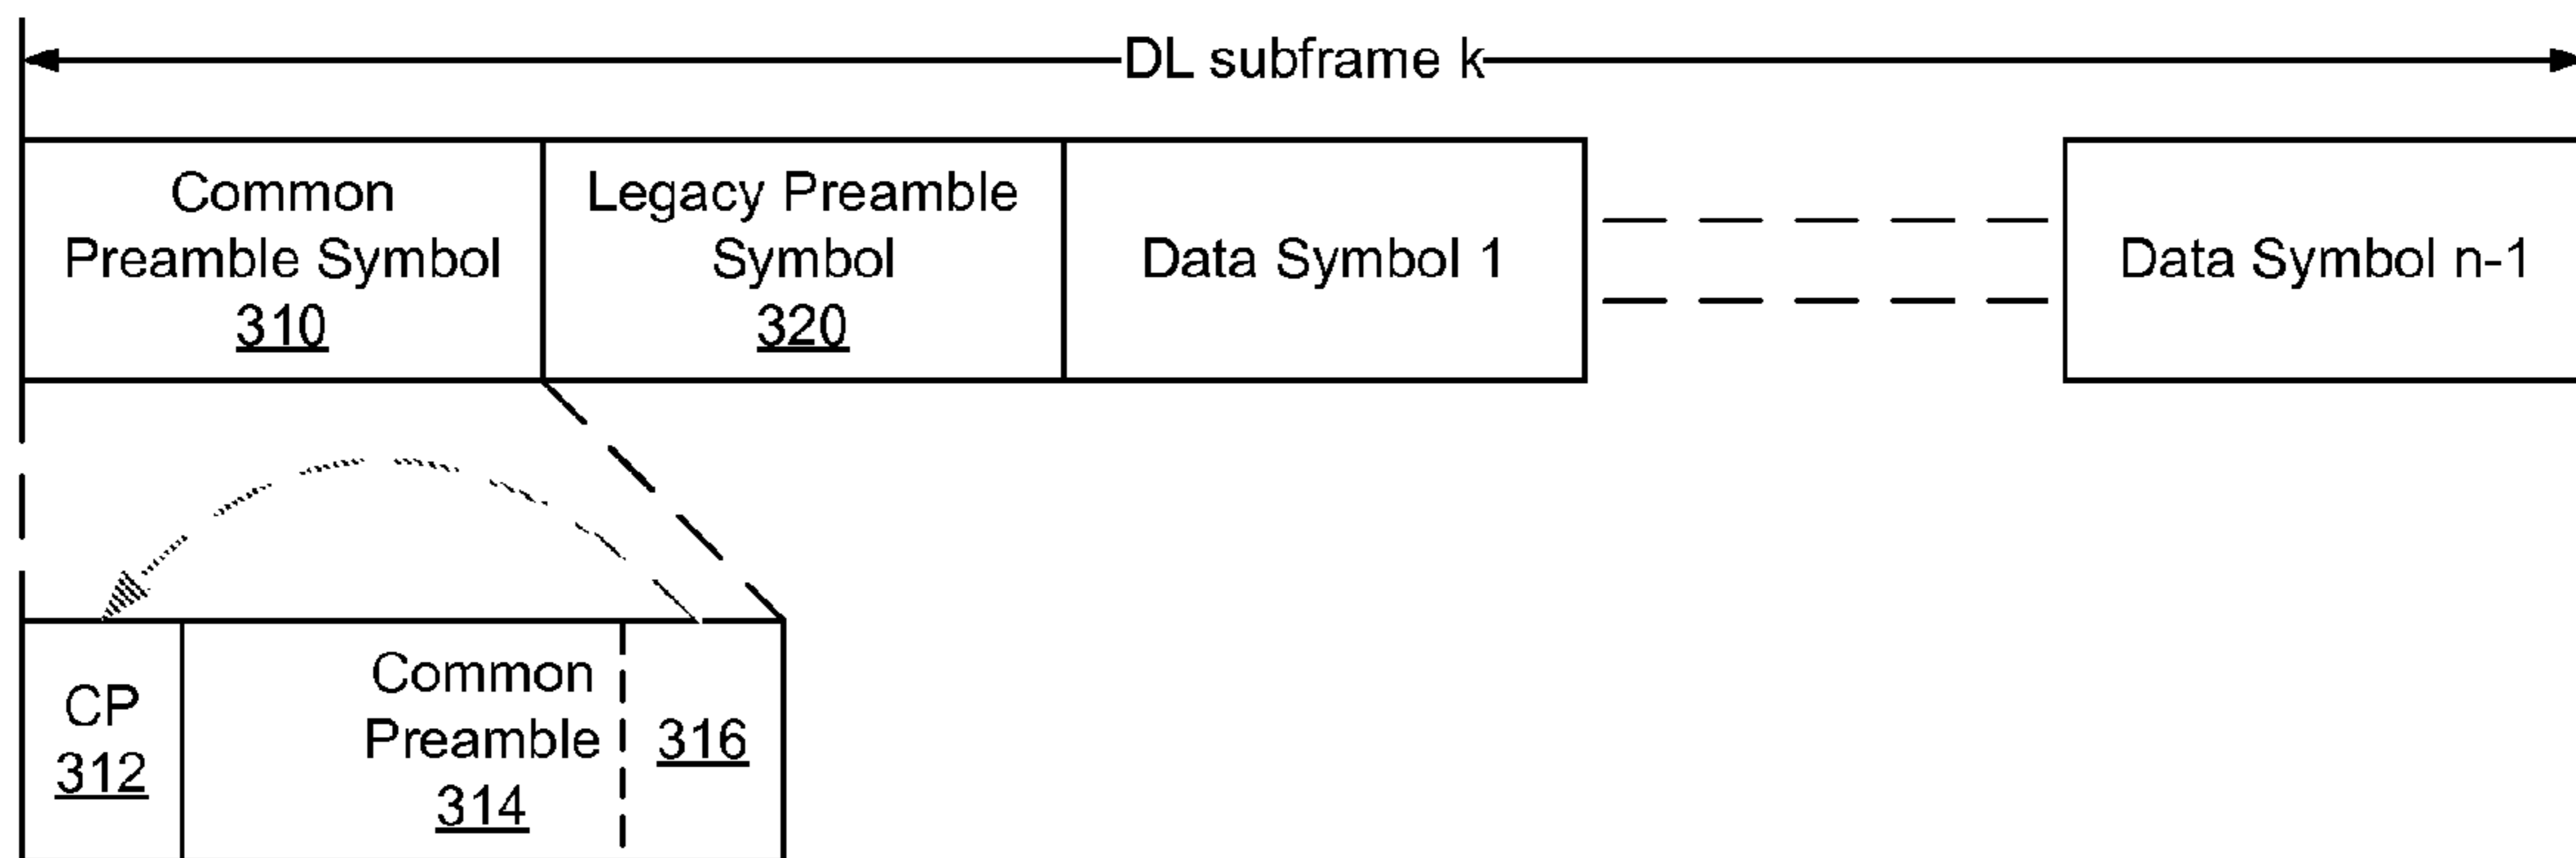 DL subframe k
Common
Preamble Symbol
310
Legacy Preamble
Symbol
320
Data Symbol 1
Data Symbol n-1
CP
312
Common
Preamble
314
316